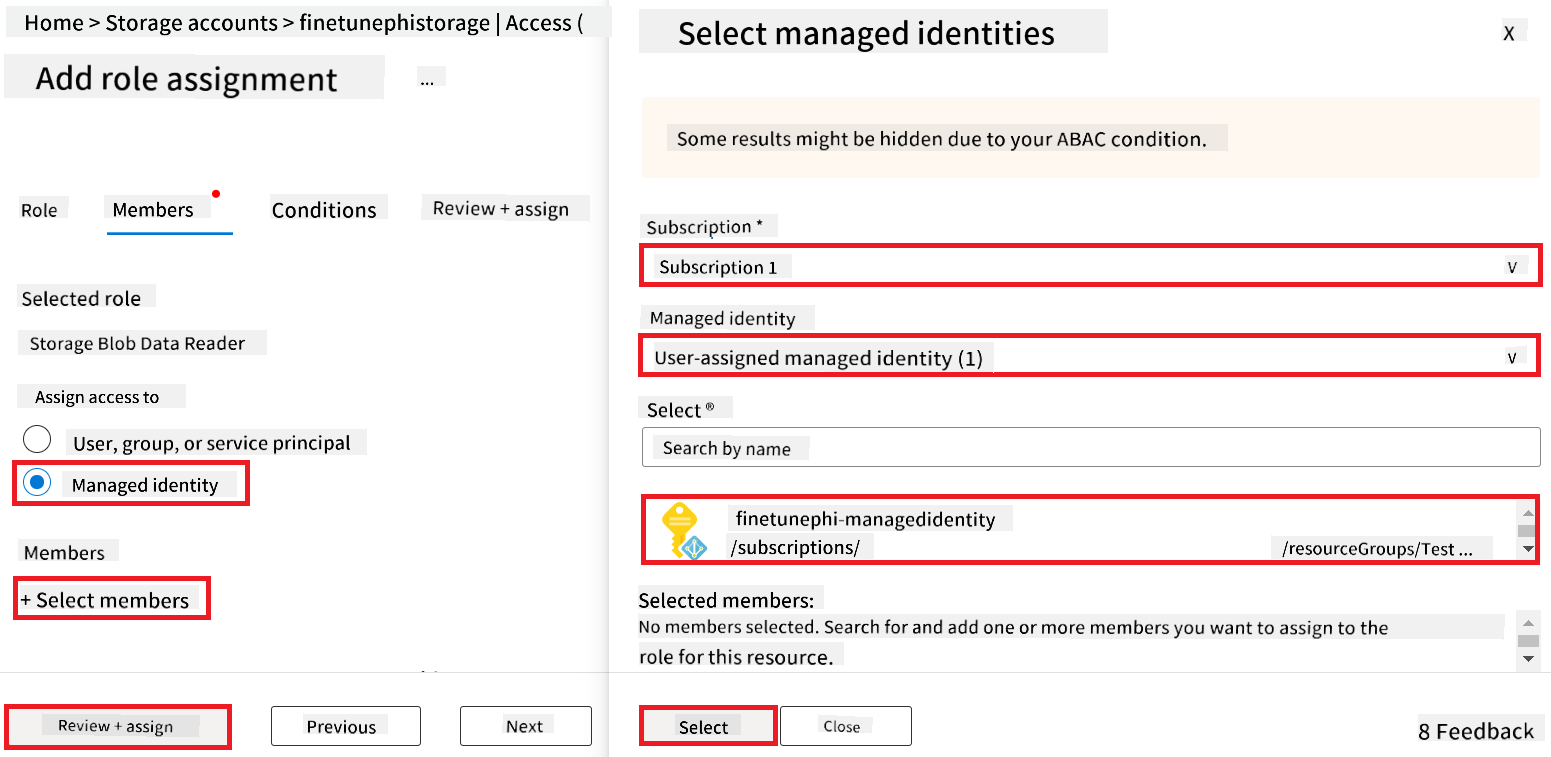 Home > Storage accounts > finetunephistorage | Access (
Add role assignment
...
Role
Members
Conditions
Review + assign
Selected role
Storage Blob Data Reader
Assign access to
User, group, or service principal
Managed identity
Members
+ Select members
Review + assign
Previous
Next
Select managed identities
X
Some results might be hidden due to your ABAC condition.
Subscription *
Subscription 1
v
Managed identity
User-assigned managed identity (1)
v
Select ®
Search by name
finetunephi-managedidentity
/subscriptions/ /resourceGroups/Test ...
Selected members:
No members selected. Search for and add one or more members you want to assign to the
role for this resource.
Select
Close
8 Feedback